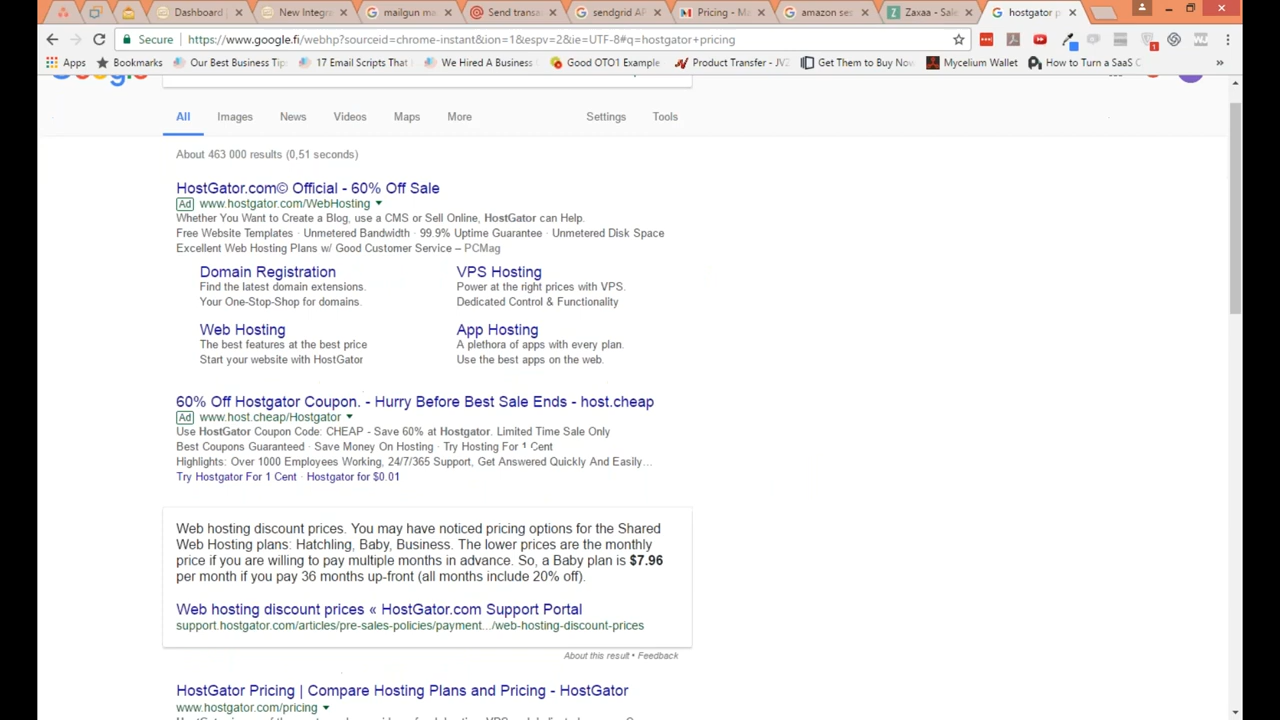 Dashboard |
New Integra
mailgun ma
Send transac
sendgrid AP
Pricing - Ma
amazon ses
Zaxaa - Sale
hostgator p
Secure
https://www.google.fi/webhp?sourceid=chrome-instant&ion=1&espv=2&ie=UTF-8#q=hostgator+pricing
Apps
Bookmarks
Our Best Business Tip
17 Email Scripts That
We Hired A Business
Good OTO1 Example
Product Transfer - JVZ
Get Them to Buy Now
Mycelium Wallet
How to Turn a SaaS C
»
All
Images
News
Videos
Maps
More
Settings
Tools
About 463 000 results (0,51 seconds)
HostGator.com© Official - 60% Off Sale
Ad www.hostgator.com/WebHosting
Whether You Want to Create a Blog, use a CMS or Sell Online, HostGator can Help.
Free Website Templates · Unmetered Bandwidth · 99.9% Uptime Guarantee · Unmetered Disk Space
Excellent Web Hosting Plans w/ Good Customer Service – PCMag
Domain Registration
Find the latest domain extensions.
Your One-Stop-Shop for domains.
VPS Hosting
Power at the right prices with VPS.
Dedicated Control & Functionality
Web Hosting
The best features at the best price
Start your website with HostGator
App Hosting
A plethora of apps with every plan.
Use the best apps on the web.
60% Off Hostgator Coupon. - Hurry Before Best Sale Ends - host.cheap
Ad www.host.cheap/Hostgator
Use HostGator Coupon Code: CHEAP - Save 60% at Hostgator. Limited Time Sale Only
Best Coupons Guaranteed · Save Money On Hosting · Try Hosting For 1 Cent
Highlights: Over 1000 Employees Working, 24/7/365 Support, Get Answered Quickly And Easily…
Try Hostgator For 1 Cent · Hostgator for $0.01
Web hosting discount prices. You may have noticed pricing options for the Shared
Web Hosting plans: Hatchling, Baby, Business. The lower prices are the monthly
price if you are willing to pay multiple months in advance. So, a Baby plan is $7.96
per month if you pay 36 months up-front (all months include 20% off).
Web hosting discount prices « HostGator.com Support Portal
support.hostgator.com/articles/pre-sales-policies/payment.../web-hosting-discount-prices
About this result • Feedback
HostGator Pricing | Compare Hosting Plans and Pricing - HostGator
www.hostgator.com/pricing